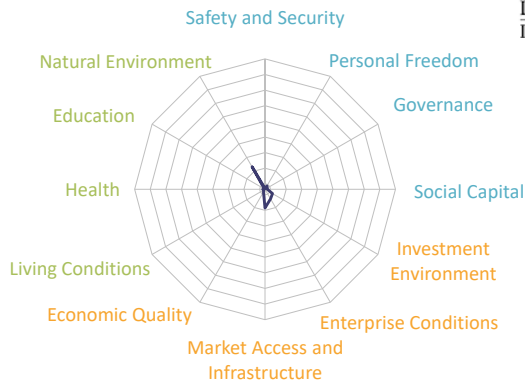 Safety and Security
Natural Environment
Personal Freedom
Education
Governance
Health
Social Capital
Living Conditions
Investment
Environment
Economic Quality
Enterprise Conditions
Market Access and
Infrastructure